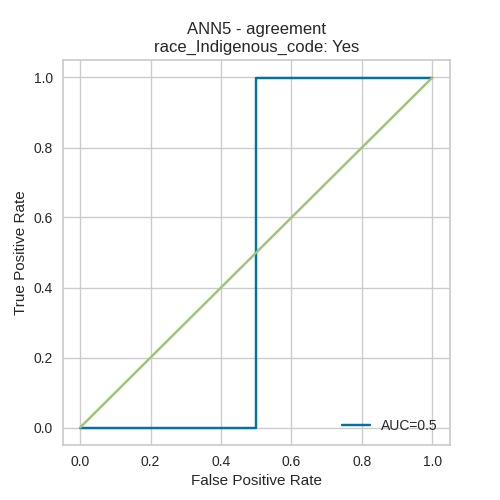 ANN5 - agreement
race_Indigenous_code: Yes
True Positive Rate
1.0
0.8
0.6
0.4
0.2
0.0
AUC=0.5
0.0 0.2 0.4 0.6 0.8 1.0
False Positive Rate